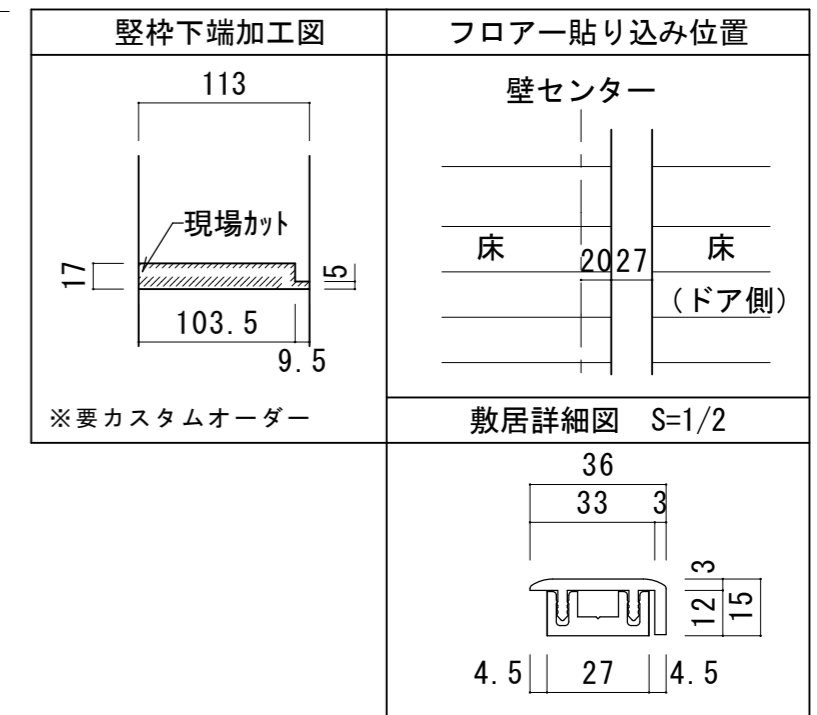 竪枠下端加工図
113
現場ｶｯﾄ
17
5
103.5
9.5
※要カスタムオーダー
フロアー貼り込み位置
壁センター
床
20
27
床
(ドア側)
敷居詳細図 S=1/2
36
33
3
3
12
15
4.5
27
4.5